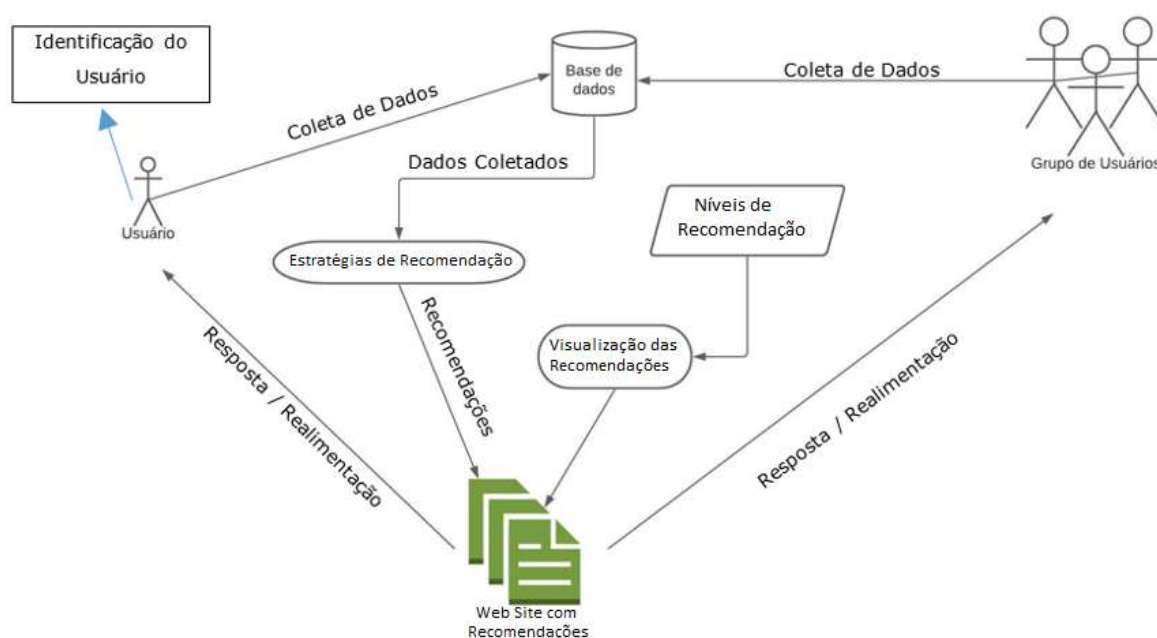 Identificação do
Usuário
Base de
dados
Coleta de Dados
Coleta de Dados
Grupo de Usuários
Dados Coletados
Usuário
Níveis de
Recomendação
Estratégias de Recomendação
Recomendações
Visualização das
Recomendações
Resposta / Realimentação
Resposta / Realimentação
Web Site com
Recomendações